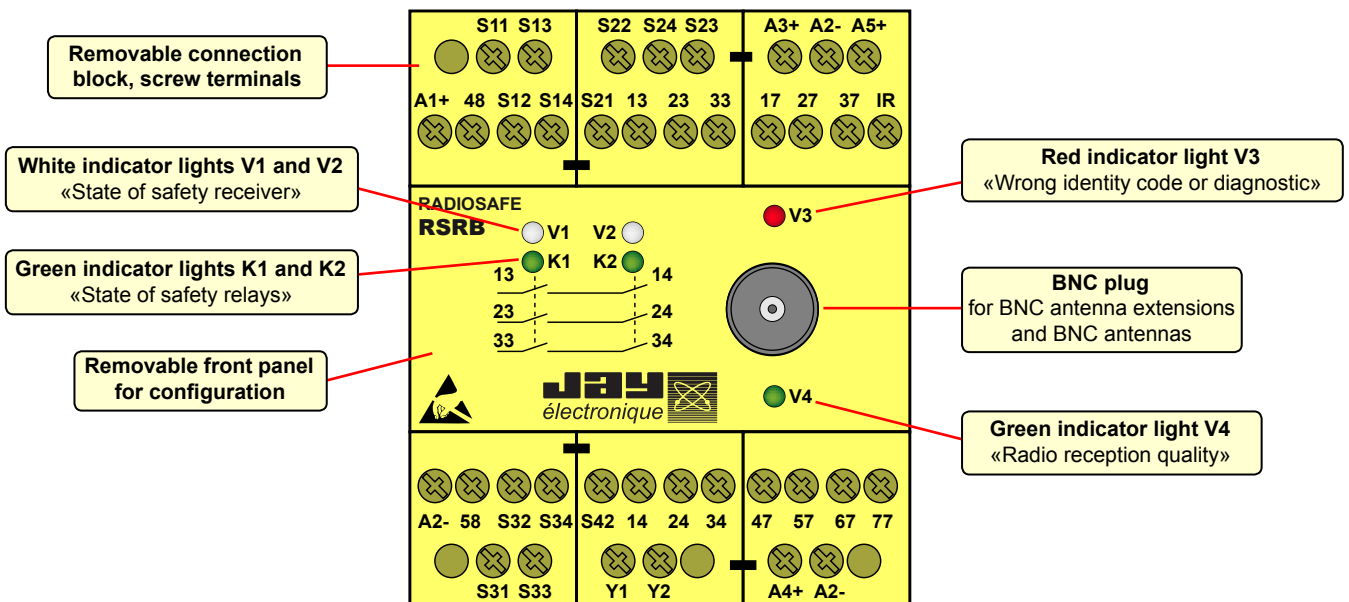 S11 S13 S22 S24 S23 A3+ A2- A5+
Removable connection
block, screw terminals
A1+ 48 S12 S14 S21 13 23 33 17 27 37 IR
White indicator lights V1 and V2
«State of safety receiver»
Red indicator light V3
«Wrong identity code or diagnostic»
RADIOSAFE
RSRB
V1 V2
V3
Green indicator lights K1 and K2
«State of safety relays»
K1 K2
13 14
23 24
33 34
BNC plug
for BNC antenna extensions
and BNC antennas
Removable front panel
for configuration
Jay
électronique
V4
Green indicator light V4
«Radio reception quality»
A2- 58 S32 S34 S42 14 24 34 47 57 67 77
S31 S33 Y1 Y2 A4+ A2-